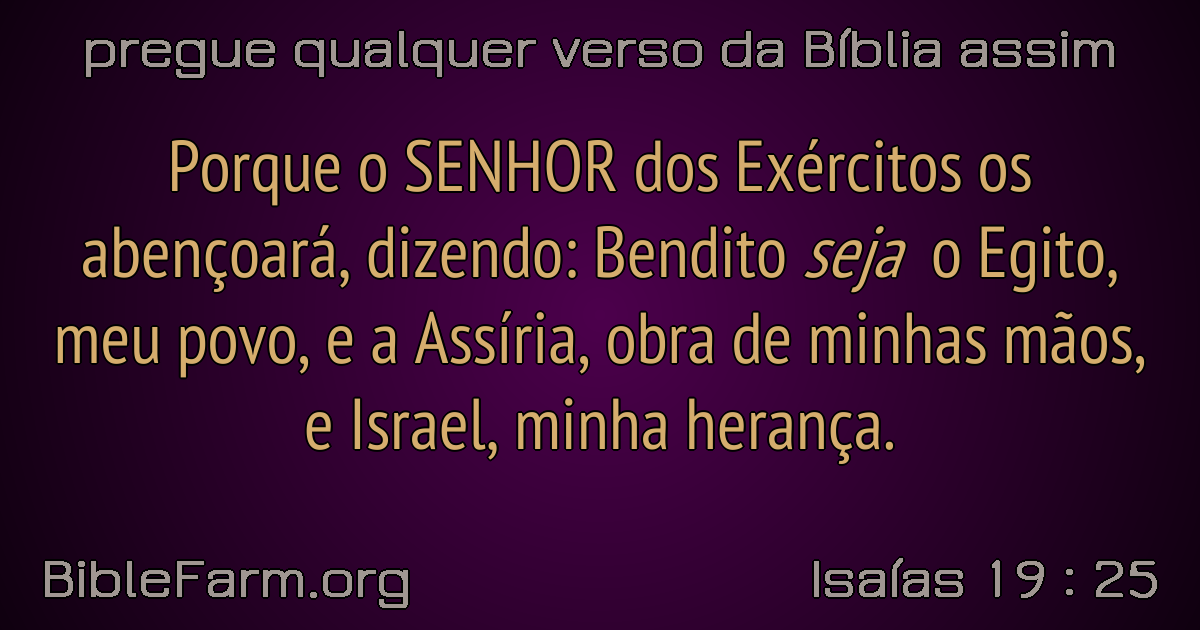 pregue qualquer verso da Bíblia assim
Porque o SENHOR dos Exércitos os
abençoará, dizendo: Bendito seja o Egito,
meu povo, e a Assíria, obra de minhas mãos,
e Israel, minha herança.
BibleFarm.org
Isaías 19 : 25